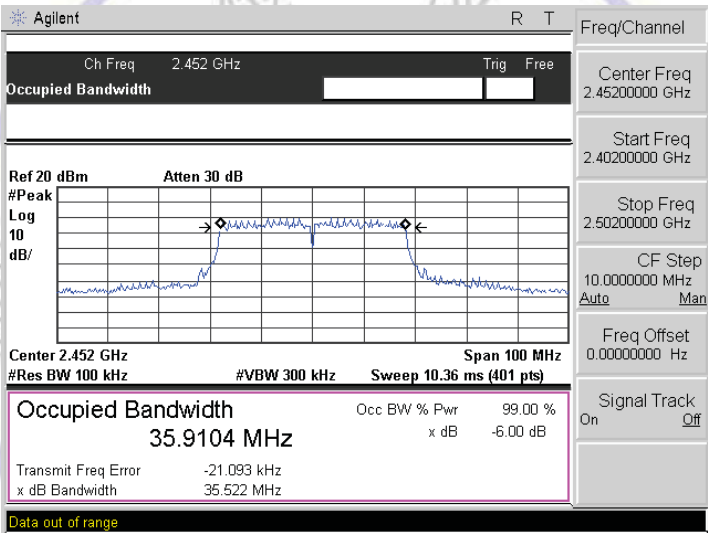 Agilent R T
Ch Freq 2.452 GHz Trig Free
Occupied Bandwidth
Ref 20 dBm Atten 30 dB
#Peak
Log
10
dB/
Center 2.452 GHz Span 100 MHz
#Res BW 100 kHz #VBW 300 kHz Sweep 10.36 ms (401 pts)
Occupied Bandwidth Occ BW % Pwr 99.00 %
35.9104 MHz x dB -6.00 dB
Transmit Freq Error -21.093 kHz
x dB Bandwidth 35.522 MHz
Data out of range
Freq/Channel
Center Freq
2.45200000 GHz
Start Freq
2.40200000 GHz
Stop Freq
2.50200000 GHz
CF Step
10.0000000 MHz
Auto Man
Freq Offset
0.00000000 Hz
Signal Track
On Off